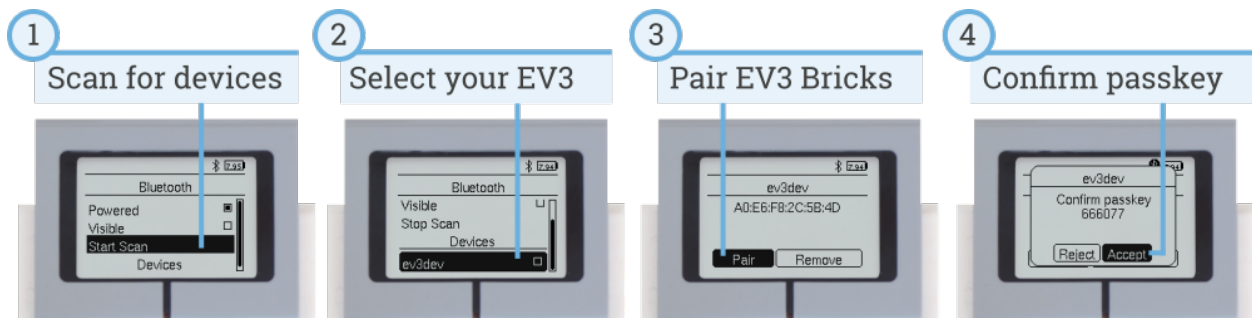 1
Scan for devices
7.95
Bluetooth
Powered
Visible
Start Scan
Devices
2
Select your EV3
7.94
Bluetooth
Visible
Stop Scan
Devices
ev3dev
3
Pair EV3 Bricks
7.94
ev3dev
A0:E6:F8:2C:5B:4D
Pair
Remove
4
Confirm passkey
ev3dev
Confirm passkey
666077
Reject
Accept